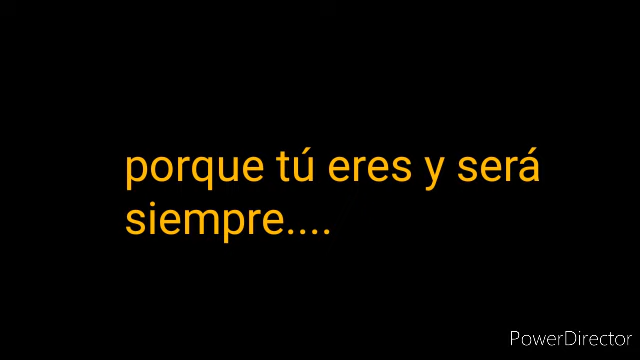 porque tú eres y será
siempre....
PowerDirector